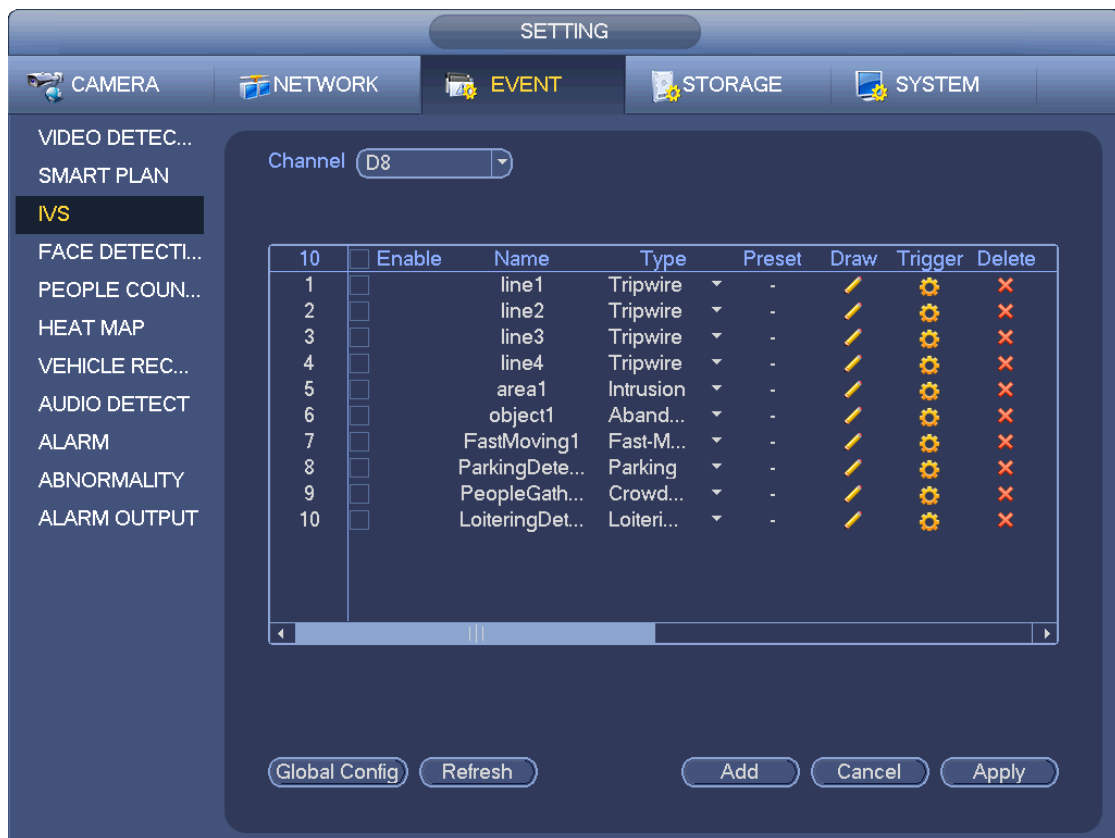 SETTING
CAMERA NETWORK EVENT STORAGE SYSTEM
VIDEO DETEC...
SMART PLAN
IVS
FACE DETECTI...
PEOPLE COUN...
HEAT MAP
VEHICLE REC...
AUDIO DETECT
ALARM
ABNORMALITY
ALARM OUTPUT
Channel D8
10 Enable Name Type Preset Draw Trigger Delete
1 line1 Tripwire -
2 line2 Tripwire -
3 line3 Tripwire -
4 line4 Tripwire -
5 area1 Intrusion -
6 object1 Aband... -
7 FastMoving1 Fast-M... -
8 ParkingDete... Parking -
9 PeopleGath... Crowd... -
10 LoiteringDet... Loiteri... -
Global Config Refresh Add Cancel Apply